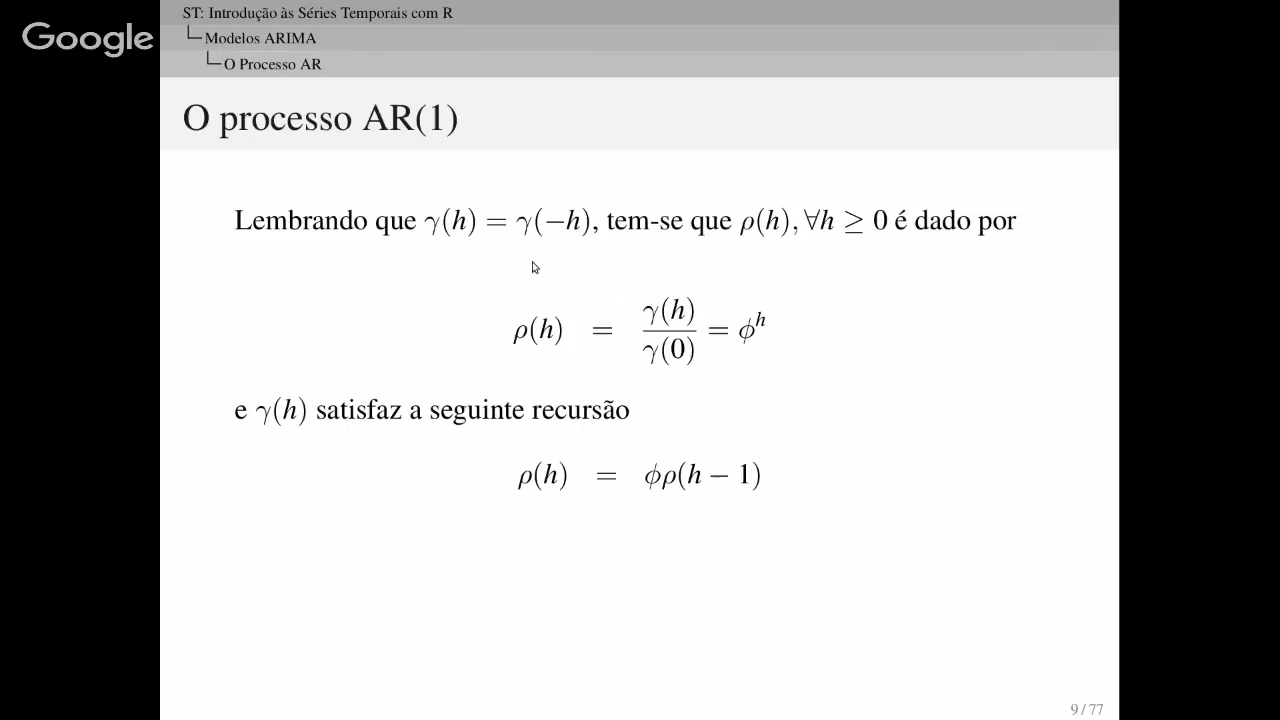 Google
ST: Introdução às Séries Temporais com R
Modelos ARIMA
O Processo AR
O processo AR(1)
Lembrando que γ(h) = γ(−h), tem-se que ρ(h), ∀h ≥ 0 é dado por
ρ(h) = γ(h)/γ(0) = ϕ^h
e γ(h) satisfaz a seguinte recursão
ρ(h) = ϕρ(h − 1)
9 / 77